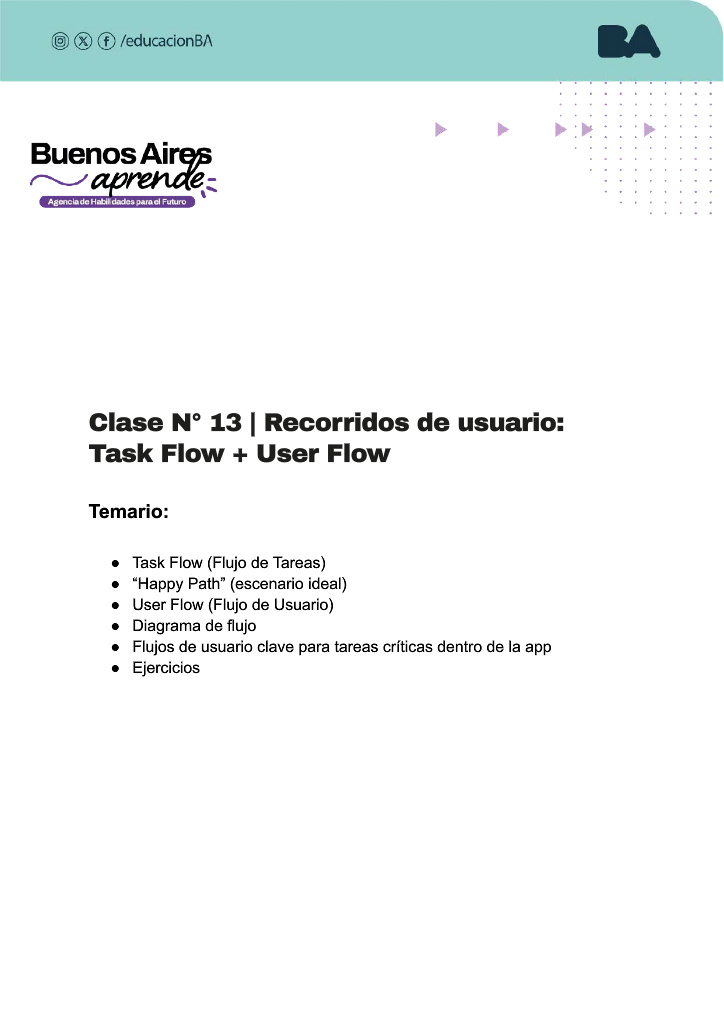 /educacionBA
BA
Buenos Aires
aprende
Agencia de Habilidades para el Futuro
Clase N° 13 | Recorridos de usuario:
Task Flow + User Flow
Temario:
● Task Flow (Flujo de Tareas)
● “Happy Path” (escenario ideal)
● User Flow (Flujo de Usuario)
● Diagrama de flujo
● Flujos de usuario clave para tareas críticas dentro de la app
● Ejercicios